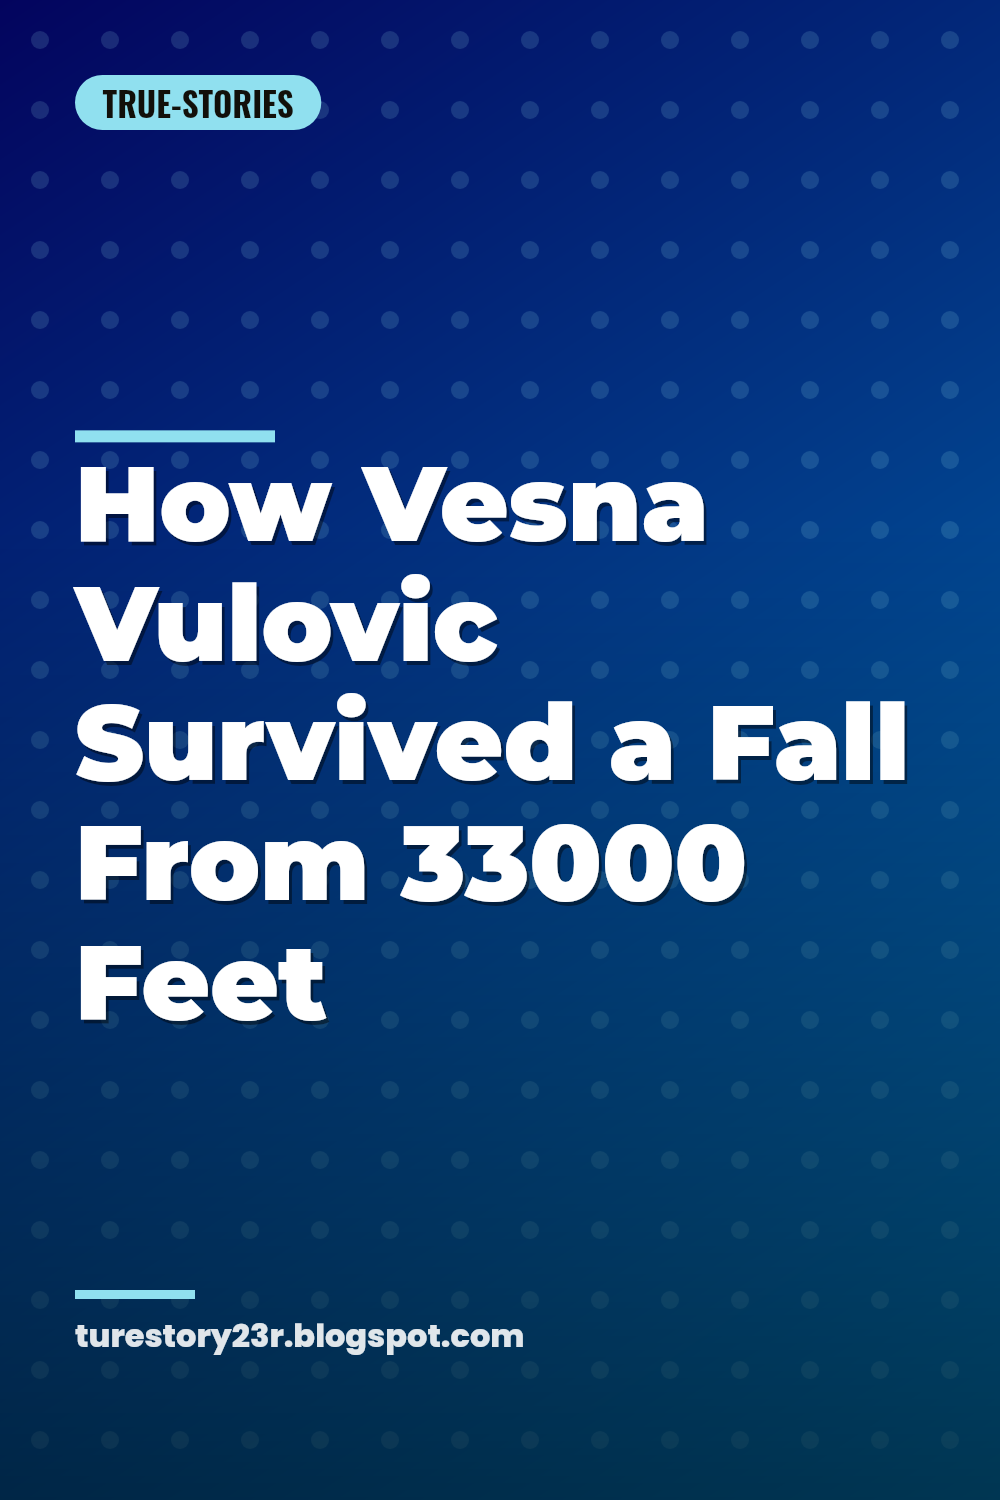 TRUE-STORIES
How Vesna
Vulovic
Survived a Fall
From 33000
Feet
turestory23r.blogspot.com